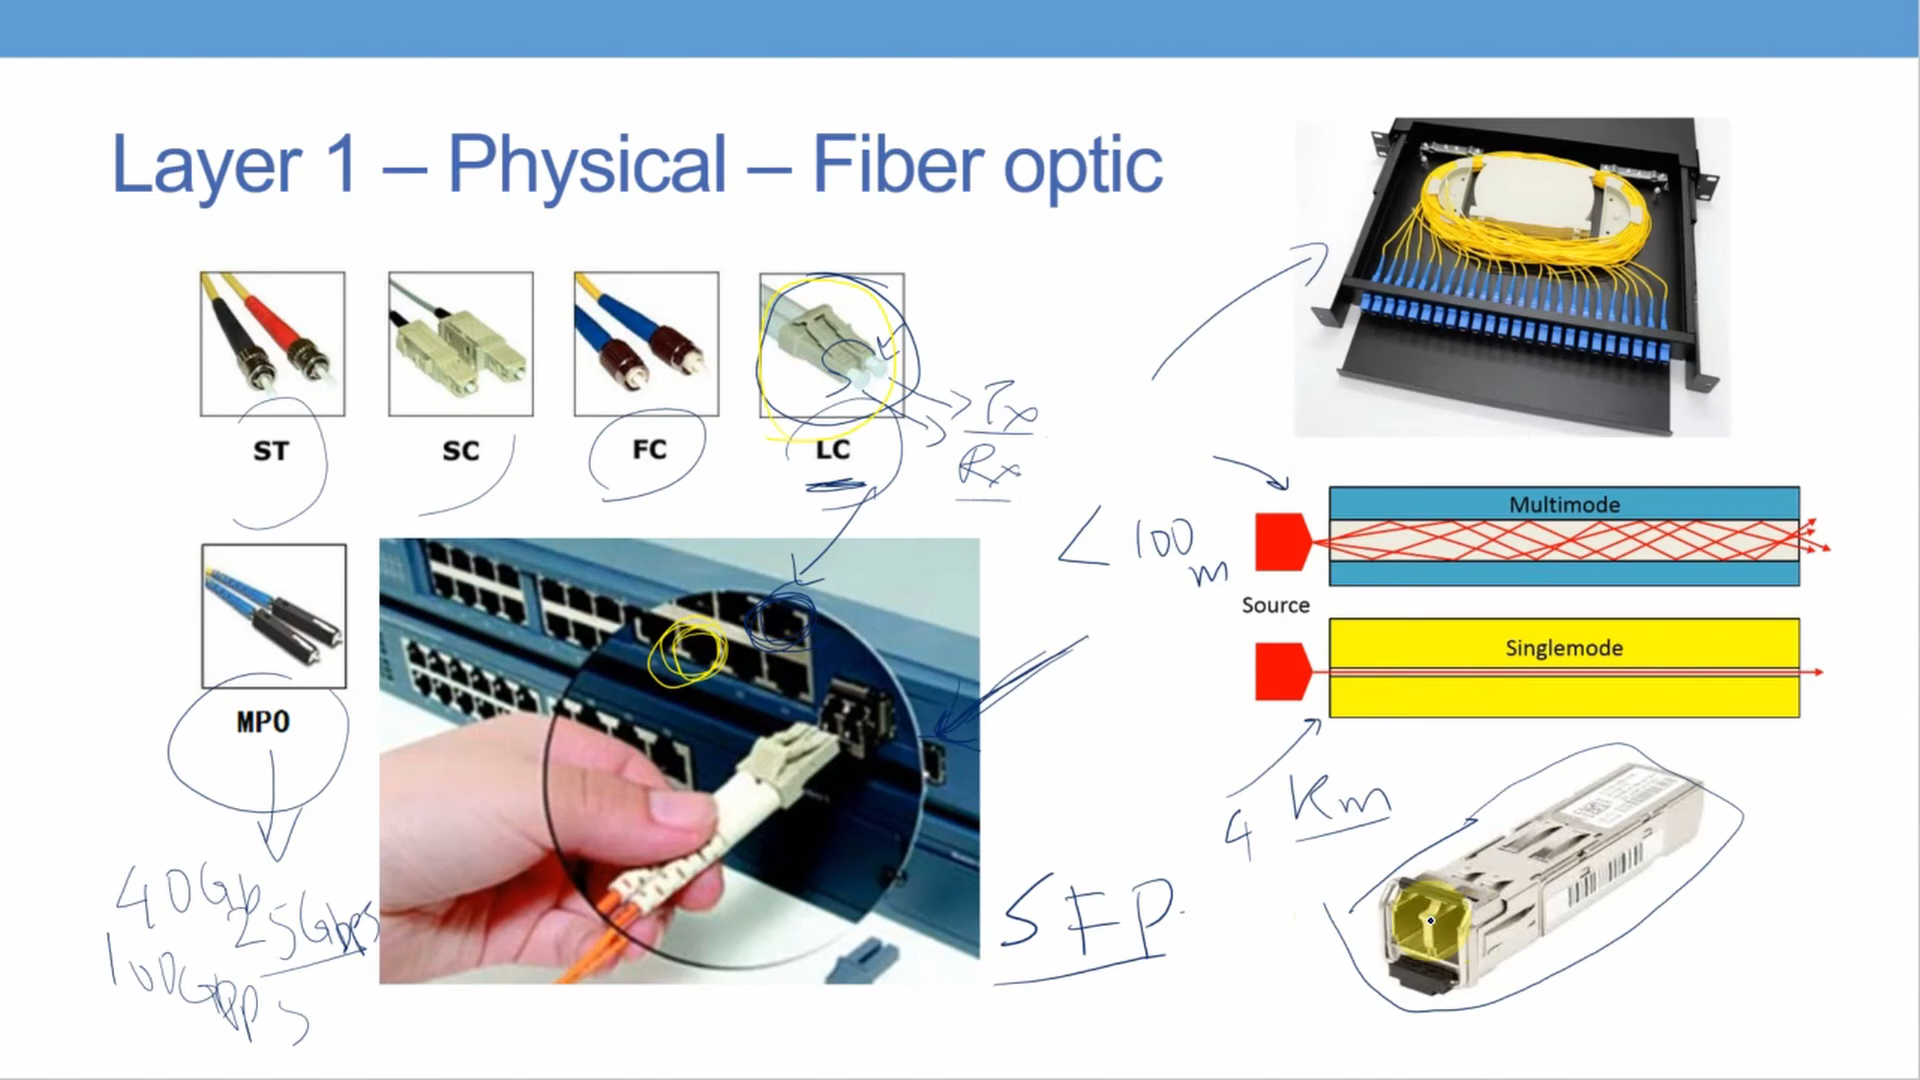 Layer 1 – Physical – Fiber optic
ST
SC
FC
LC
Tx
Rx
< 100 m
Multimode
Source
Singlemode
4 Km
MPO
40Gbp
25Gbps
100Gbps
SFP